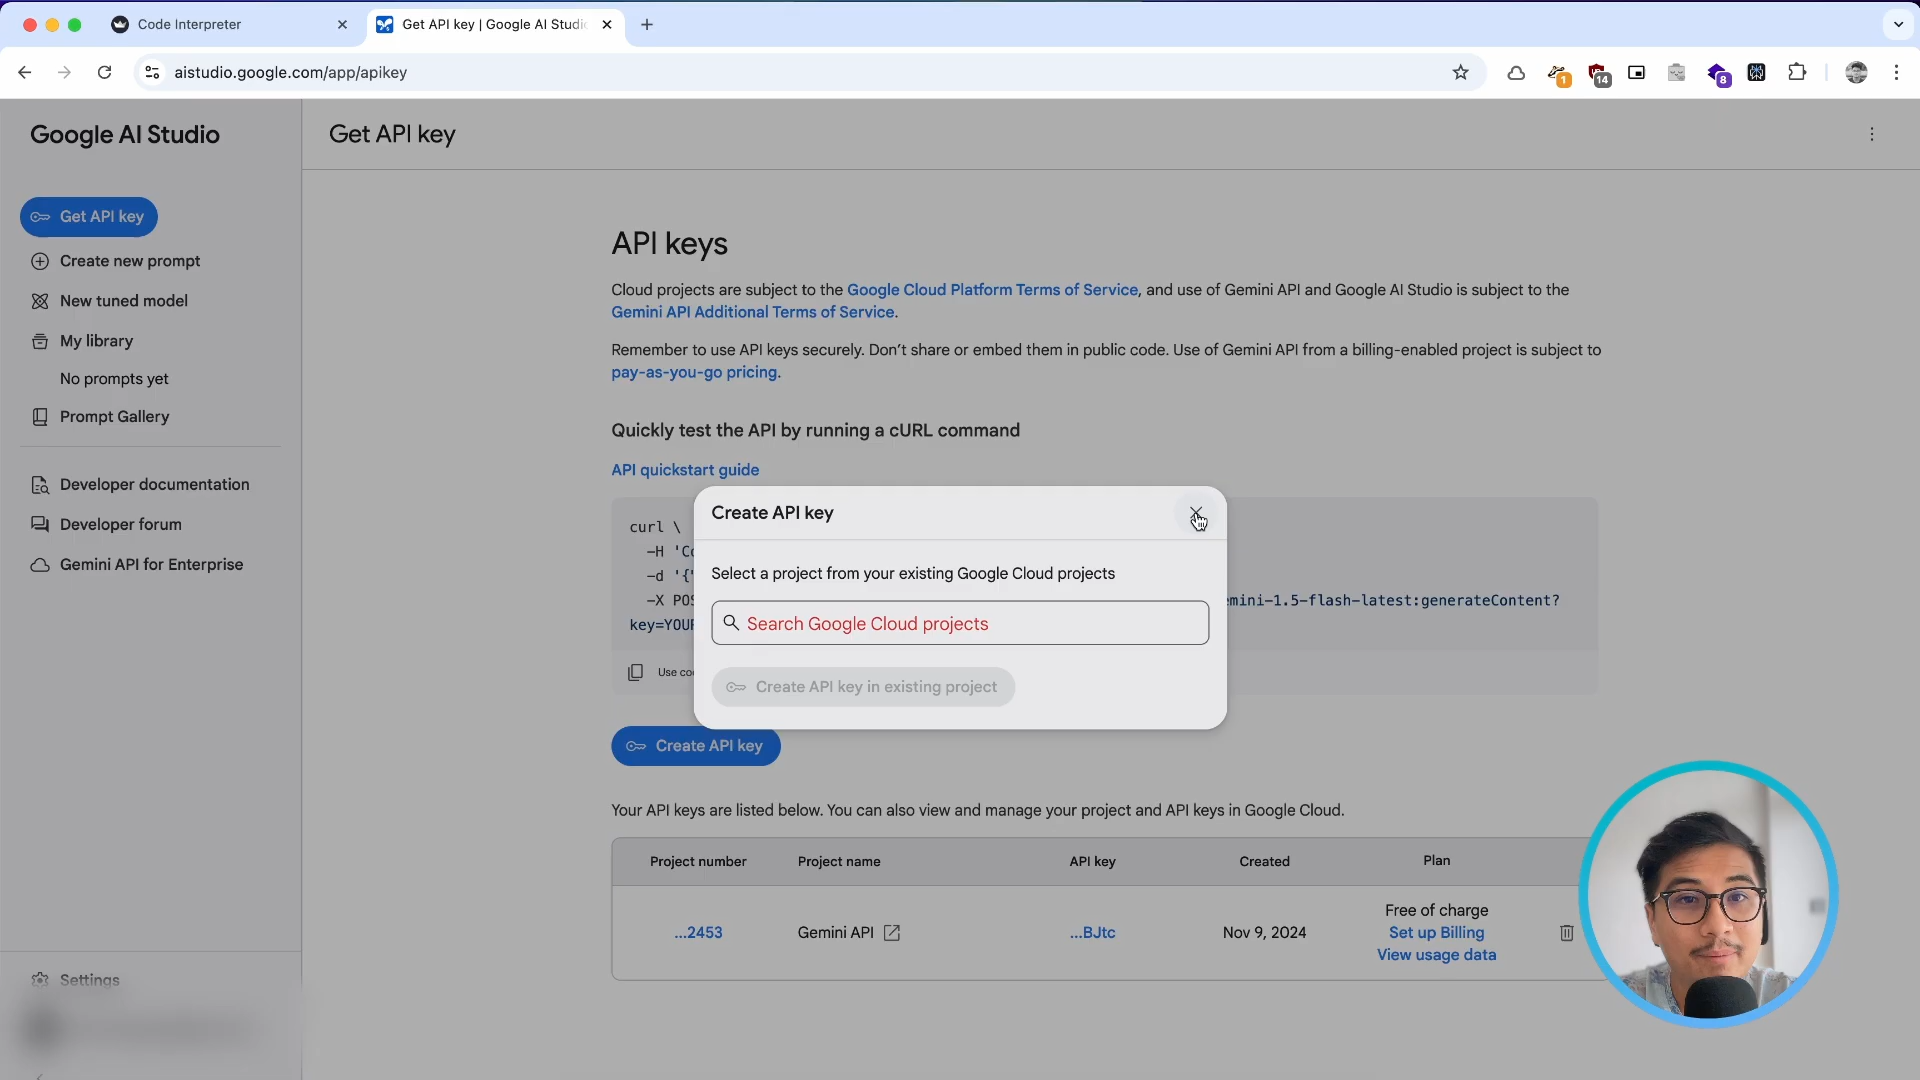 Code Interpreter
Get API key | Google AI Studi
aistudio.google.com/app/apikey
1
14
8
Google AI Studio
Get API key
Get API key
Create new prompt
New tuned model
My library
No prompts yet
Prompt Gallery
Developer documentation
Developer forum
Gemini API for Enterprise
Settings
API keys
Cloud projects are subject to the Google Cloud Platform Terms of Service, and use of Gemini API and Google AI Studio is subject to the
Gemini API Additional Terms of Service.
Remember to use API keys securely. Don’t share or embed them in public code. Use of Gemini API from a billing-enabled project is subject to
pay-as-you-go pricing.
Quickly test the API by running a cURL command
API quickstart guide
curl \
-H 'Co
-d '{"
-X POS
emini-1.5-flash-latest:generateContent?
key=YOUR
Use cod
Create API key
Select a project from your existing Google Cloud projects
Search Google Cloud projects
Create API key in existing project
Create API key
Your API keys are listed below. You can also view and manage your project and API keys in Google Cloud.
Project number Project name API key Created Plan
...2453 Gemini API ...BJtc Nov 9, 2024 Free of charge
Set up Billing
View usage data